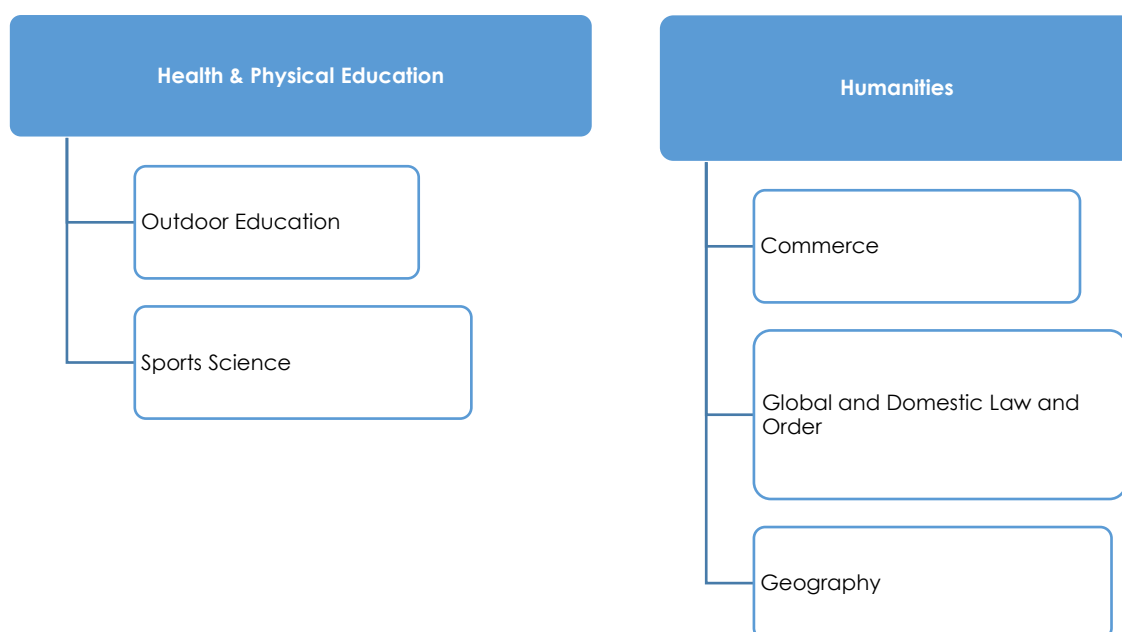 Health & Physical Education
Outdoor Education
Sports Science
Humanities
Commerce
Global and Domestic Law and
Order
Geography